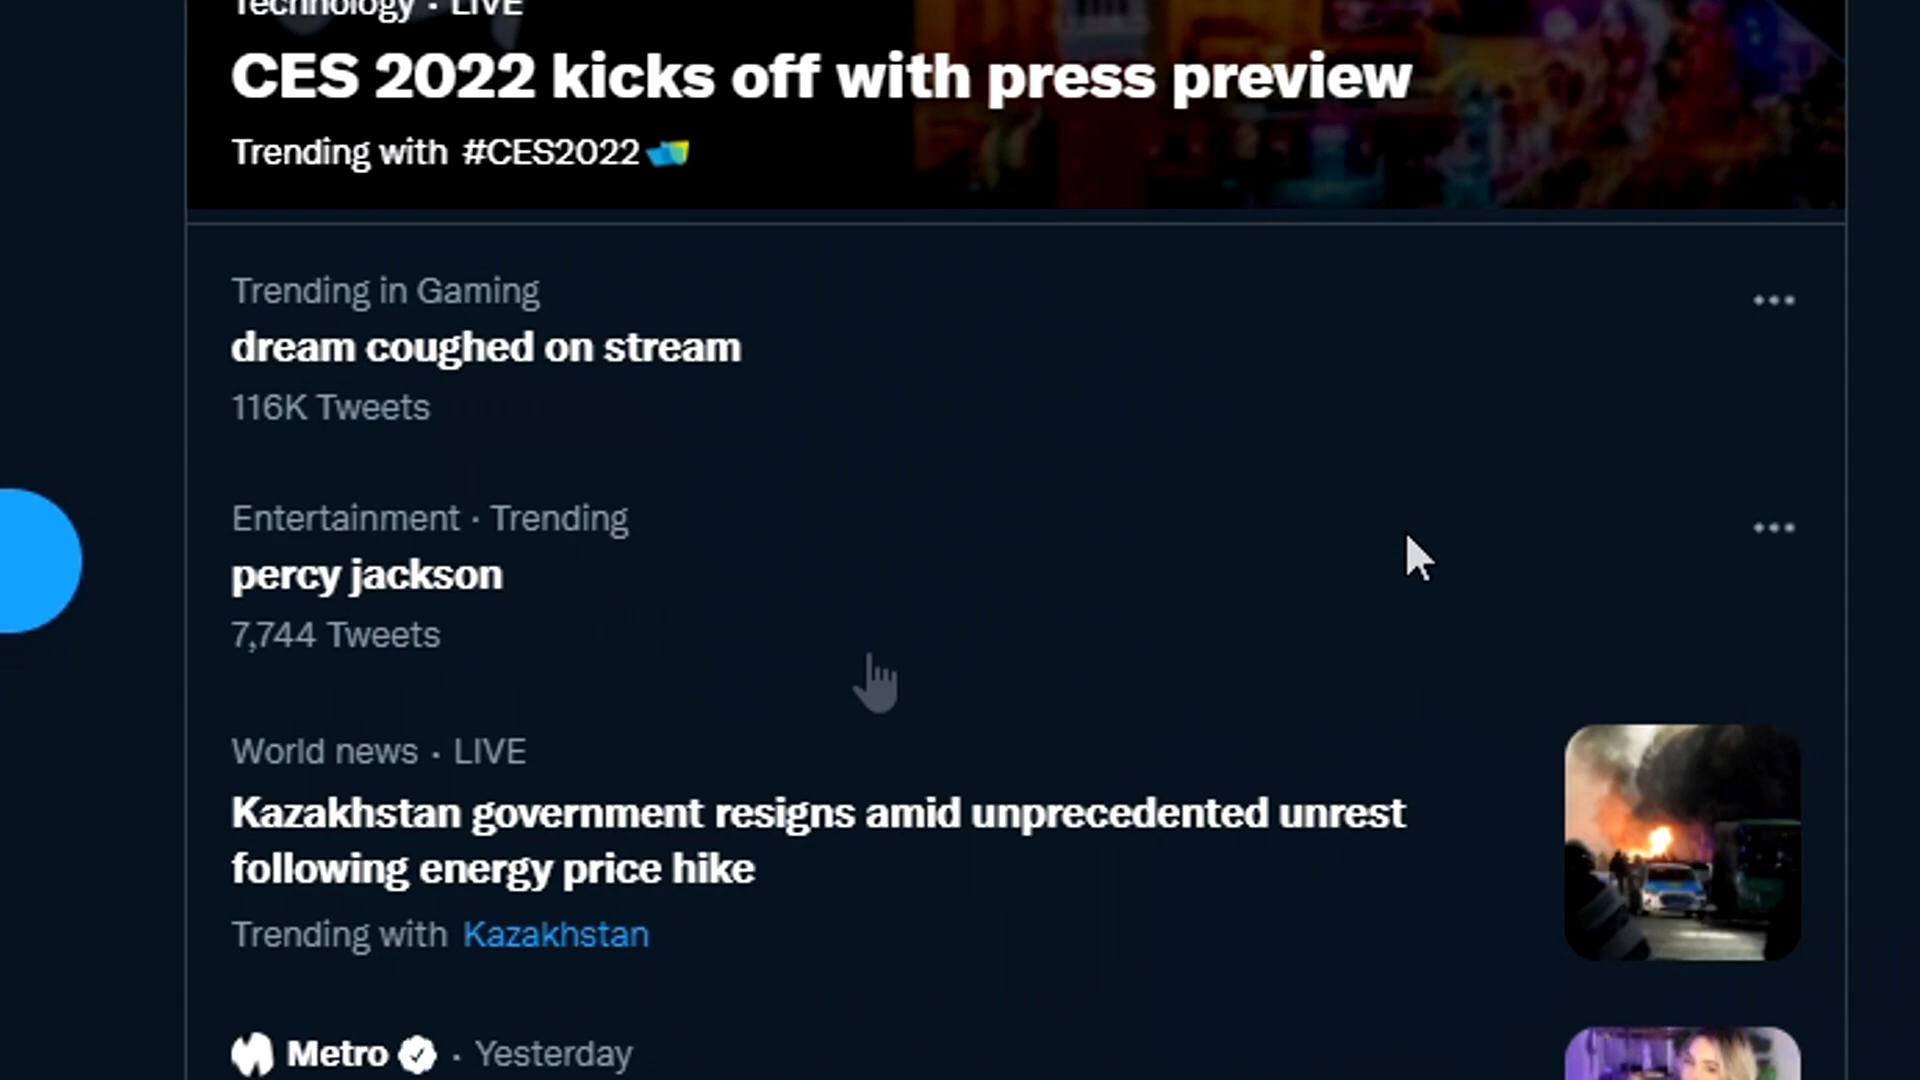 Technology · LIVE
CES 2022 kicks off with press preview
Trending with #CES2022
Trending in Gaming
dream coughed on stream
116K Tweets
Entertainment · Trending
percy jackson
7,744 Tweets
World news · LIVE
Kazakhstan government resigns amid unprecedented unrest
following energy price hike
Trending with Kazakhstan
Metro · Yesterday